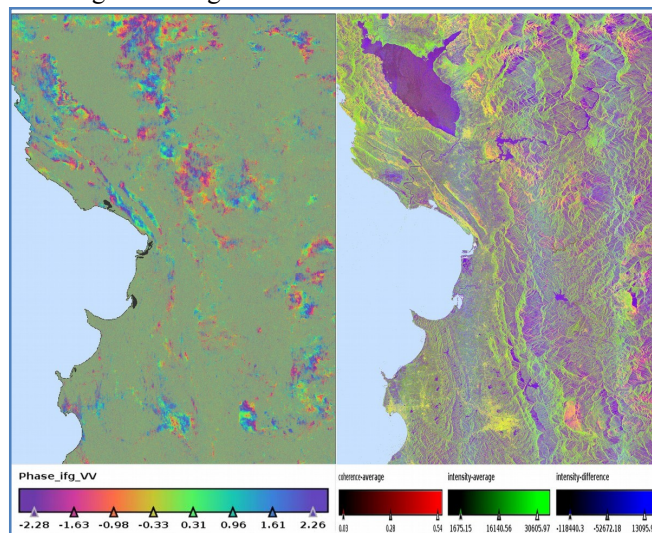 Phase_ifg_VV
-2.28 -1.63 -0.98 -0.33 0.31 0.96 1.61 2.26
coherence-average intensity-average intensity-difference
0.03 0.28 0.54 1675.15 16140.56 30605.97 -118440.3 -52672.18